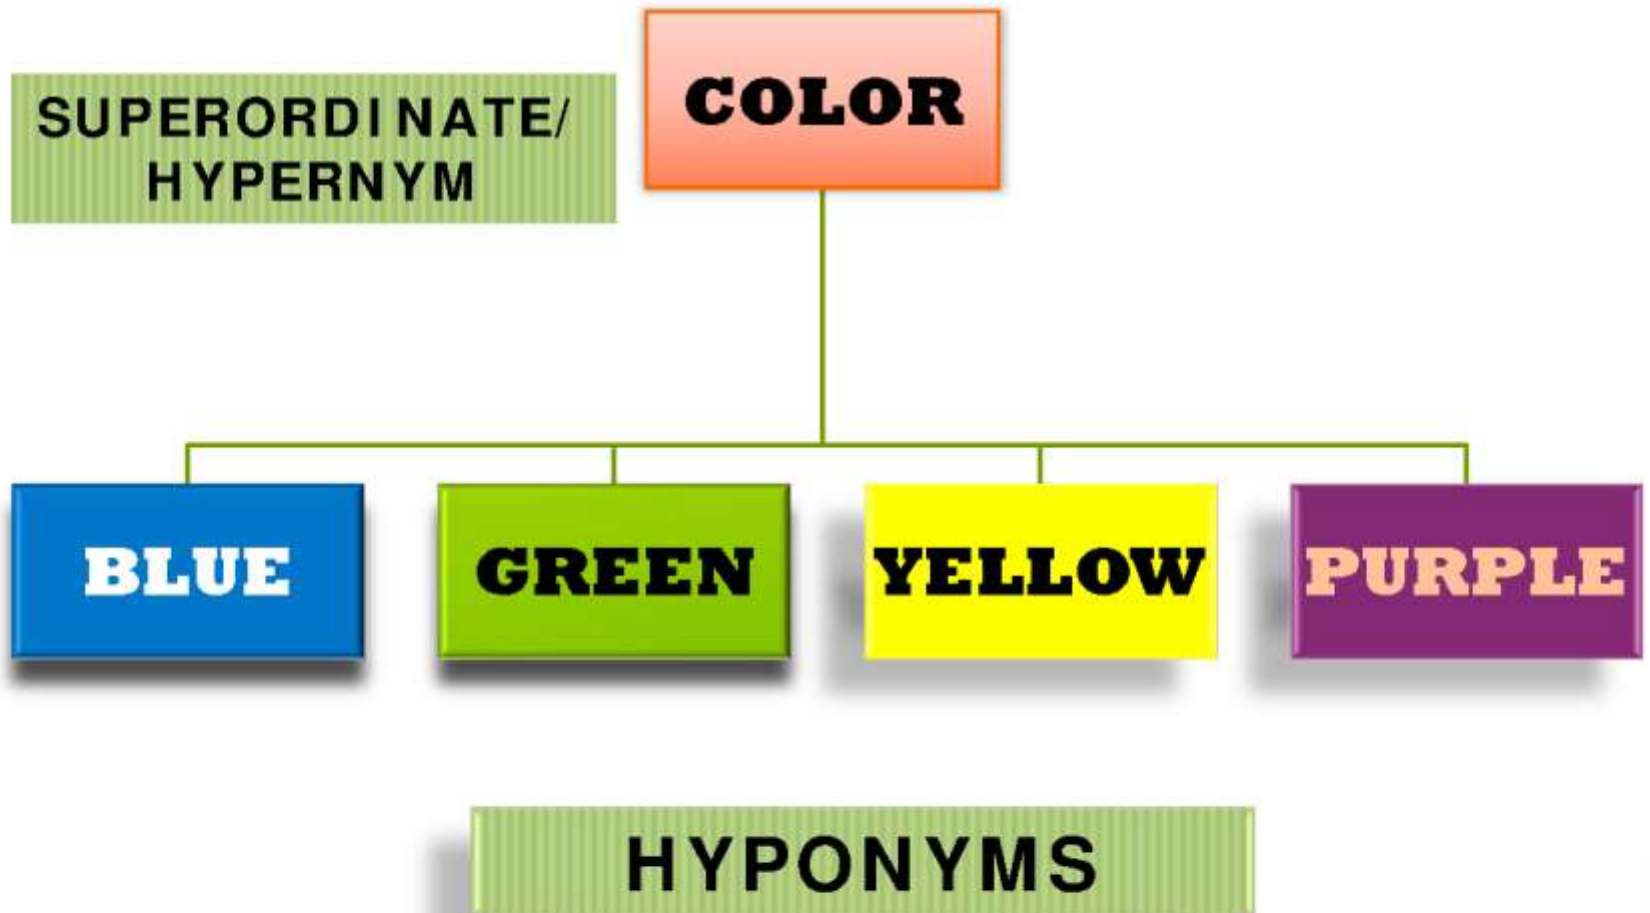 COLOR
SUPERORDINATE/
HYPERNYM
BLUE
GREEN
YELLOW
PURPLE
HYPONYMS